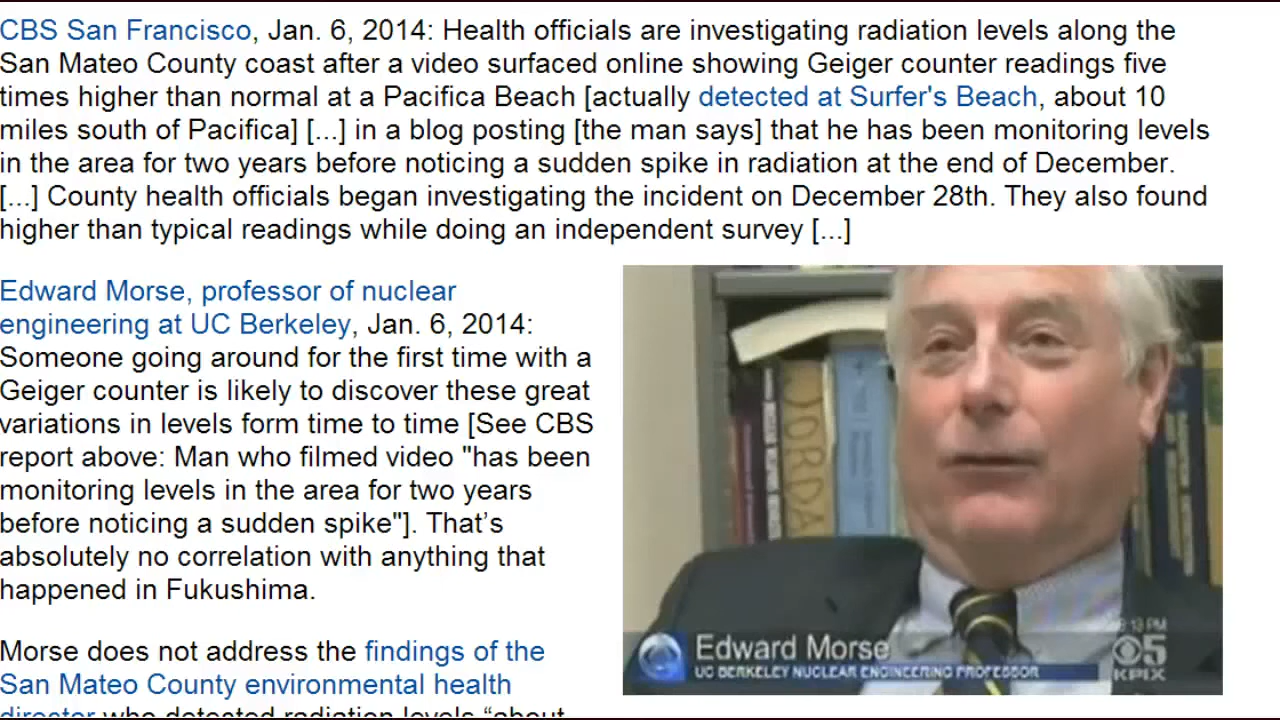 CBS San Francisco, Jan. 6, 2014: Health officials are investigating radiation levels along the
San Mateo County coast after a video surfaced online showing Geiger counter readings five
times higher than normal at a Pacifica Beach [actually detected at Surfer's Beach, about 10
miles south of Pacifica] [...] in a blog posting [the man says] that he has been monitoring levels
in the area for two years before noticing a sudden spike in radiation at the end of December.
[...] County health officials began investigating the incident on December 28th. They also found
higher than typical readings while doing an independent survey [...]
Edward Morse, professor of nuclear
engineering at UC Berkeley, Jan. 6, 2014:
Someone going around for the first time with a
Geiger counter is likely to discover these great
variations in levels form time to time [See CBS
report above: Man who filmed video "has been
monitoring levels in the area for two years
before noticing a sudden spike"]. That’s
absolutely no correlation with anything that
happened in Fukushima.
Morse does not address the findings of the
San Mateo County environmental health
director who detected radiation levels “about
JORDA
Edward Morse
UC BERKELEY NUCLEAR ENGINEERING PROFESSOR
:13 PM
5
KPIX